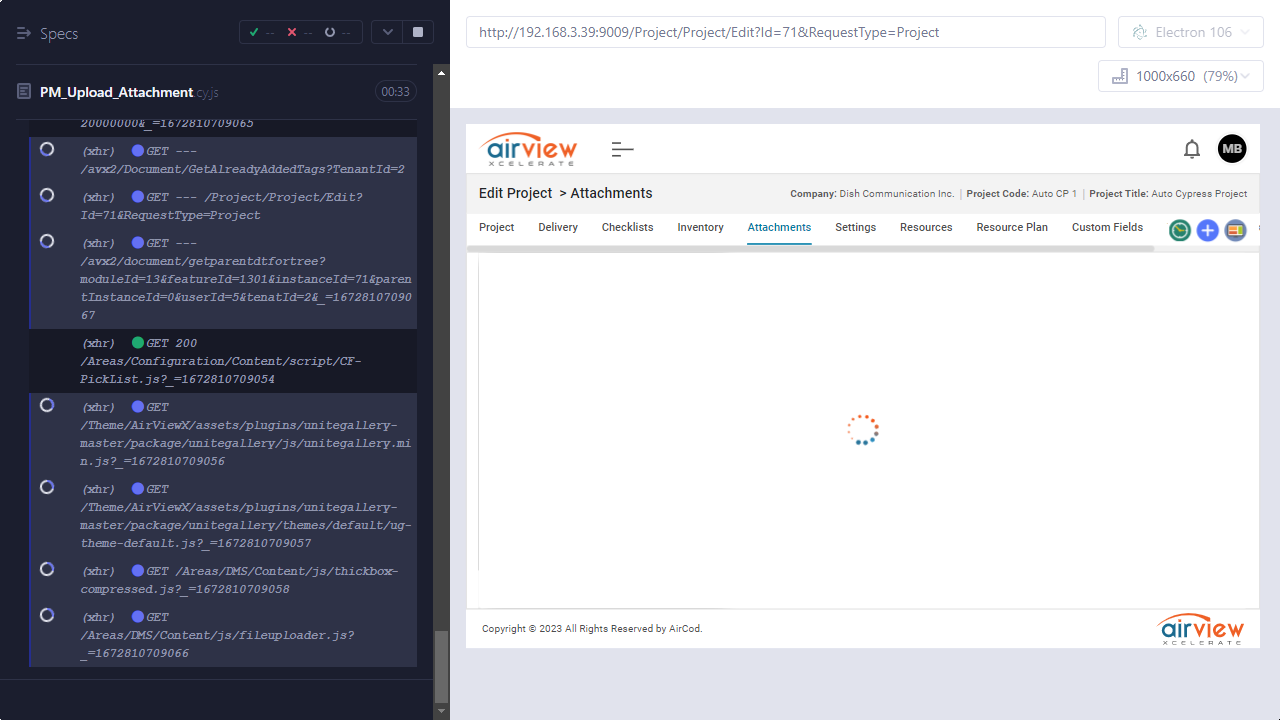 Specs
-- -- --
PM_Upload_Attachment.cy.js
00:33
20000000&_=1672810709065
(xhr) GET ---
/avx2/Document/GetAlreadyAddedTags?TenantId=2
(xhr) GET --- /Project/Project/Edit?
Id=71&RequestType=Project
(xhr) GET ---
/avx2/document/getparentdtfortree?
moduleId=13&featureId=1301&instanceId=71&paren
tInstanceId=0&userId=5&tenatId=2&_=16728107090
67
(xhr) GET 200
/Areas/Configuration/Content/script/CF-
PickList.js?_=1672810709054
(xhr) GET
/Theme/AirViewX/assets/plugins/unitegallery-
master/package/unitegallery/js/unitegallery.mi
n.js?_=1672810709056
(xhr) GET
/Theme/AirViewX/assets/plugins/unitegallery-
master/package/unitegallery/themes/default/ug-
theme-default.js?_=1672810709057
(xhr) GET /Areas/DMS/Content/js/thickbox-
compressed.js?_=1672810709058
(xhr) GET
/Areas/DMS/Content/js/fileuploader.js?
_=1672810709066
http://192.168.3.39:9009/Project/Project/Edit?Id=71&RequestType=Project
Electron 106
1000x660 (79%)
airview
XCELERATE
MB
Edit Project > Attachments
Company: Dish Communication Inc. | Project Code: Auto CP 1 | Project Title: Auto Cypress Project
Project Delivery Checklists Inventory Attachments Settings Resources Resource Plan Custom Fields
Copyright © 2023 All Rights Reserved by AirCod.
airview
XCELERATE